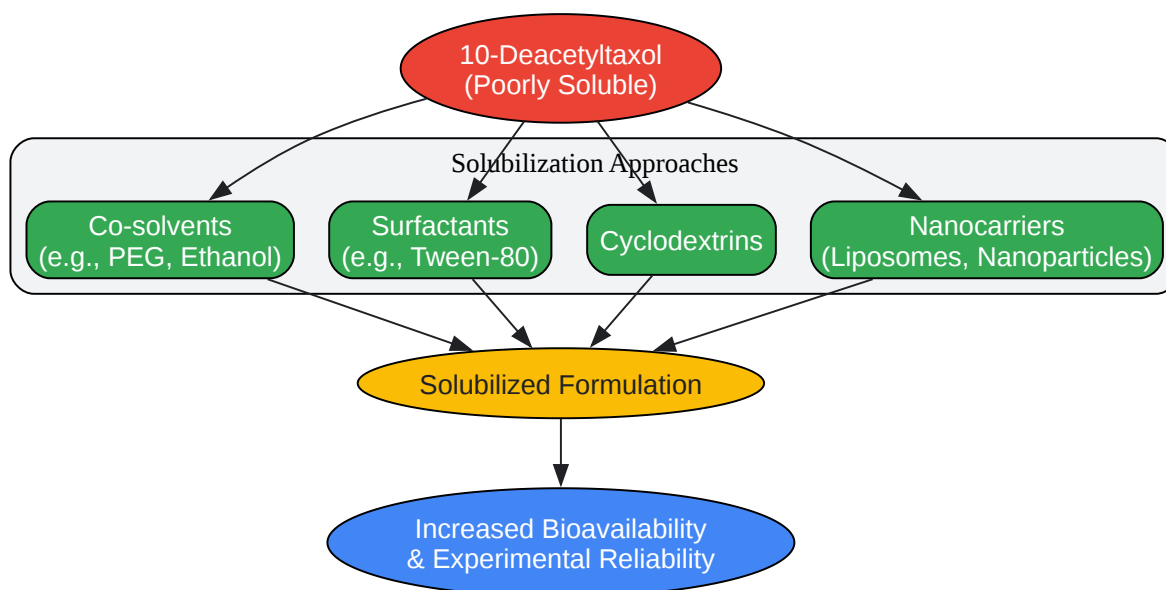 10-Deacetyltaxol
(Poorly Soluble)
Solubilization Approaches
Co-solvents
(e.g., PEG, Ethanol)
Surfactants
(e.g., Tween-80)
Cyclodextrins
Nanocarriers
(Liposomes, Nanoparticles)
Solubilized Formulation
Increased Bioavailability
& Experimental Reliability